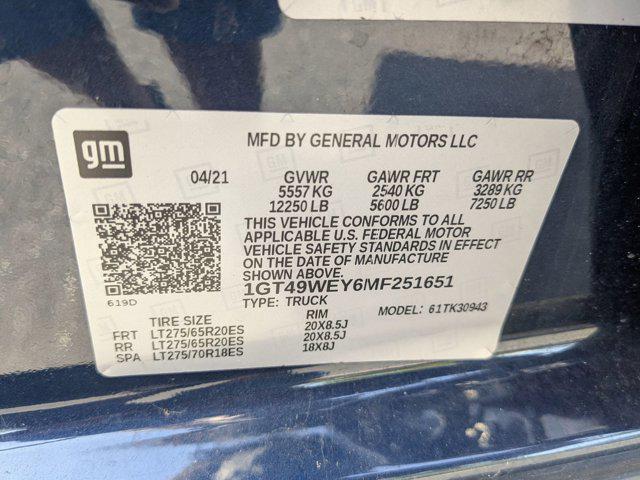 gm
MFD BY GENERAL MOTORS LLC
04/21 GVWR GAWR FRT GAWR RR
5557 KG 2540 KG 3289 KG
12250 LB 5600 LB 7250 LB
THIS VEHICLE CONFORMS TO ALL
APPLICABLE U.S. FEDERAL MOTOR
VEHICLE SAFETY STANDARDS IN EFFECT
ON THE DATE OF MANUFACTURE
SHOWN ABOVE.
1GT49WEY6MF251651
619D
TYPE: TRUCK MODEL: 61TK30943
TIRE SIZE RIM
FRT LT275/65R20ES 20X8.5J
RR LT275/65R20ES 20X8.5J
SPA LT275/70R18ES 18X8J